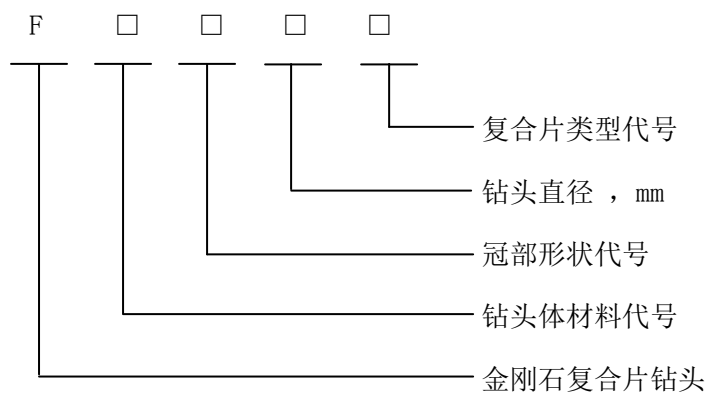 F □ □ □ □
复合片类型代号
钻头直径 ，mm
冠部形状代号
钻头体材料代号
金刚石复合片钻头